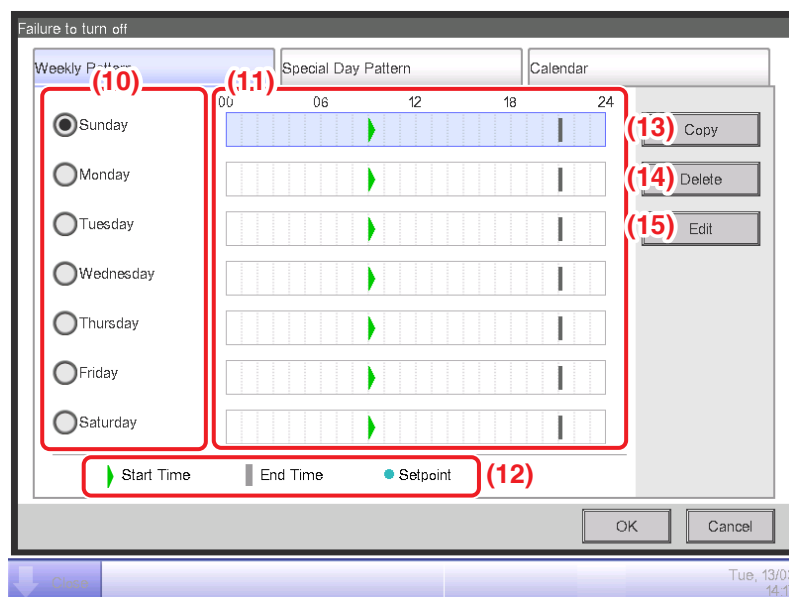 Failure to turn off
Weekly Pattern Special Day Pattern Calendar
(10) (11)
00 06 12 18 24
Sunday (13) Copy
Monday (14) Delete
Tuesday (15) Edit
Wednesday
Thursday
Friday
Saturday
Start Time End Time Setpoint (12)
OK Cancel
Tue, 13/03